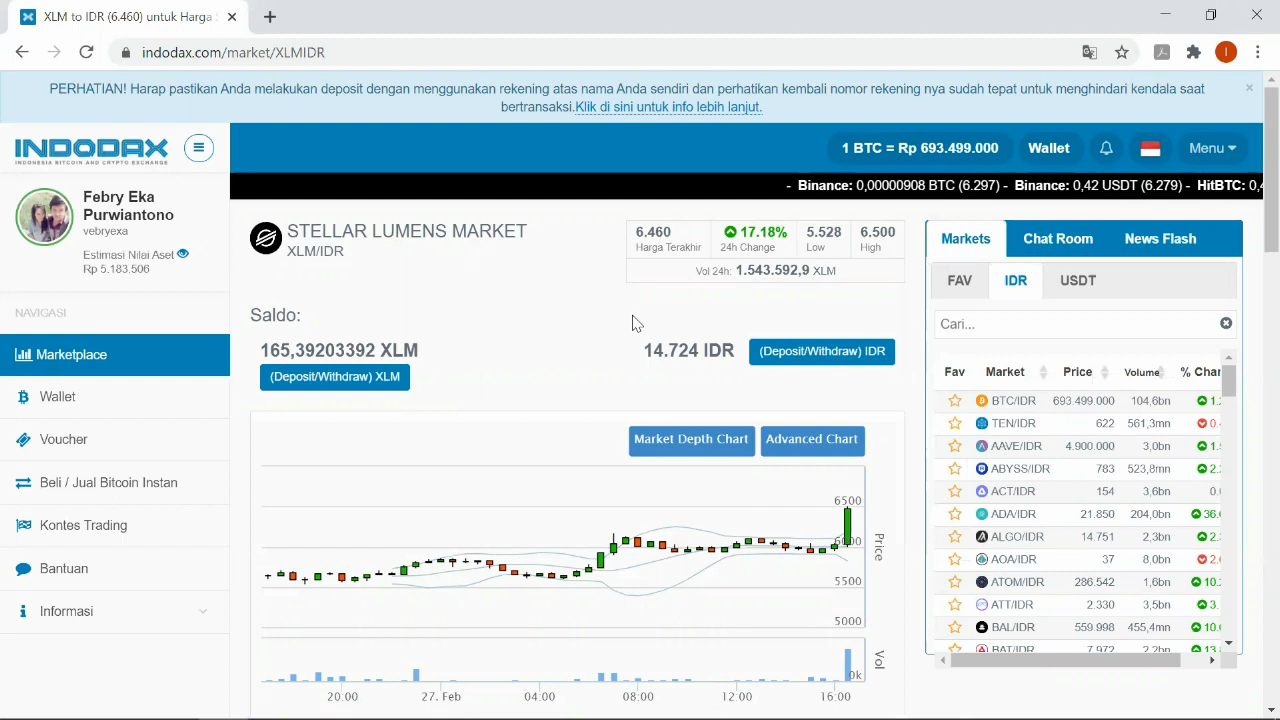 XLM to IDR (6.460) untuk Harga
indodax.com/market/XLMIDR
I
PERHATIAN! Harap pastikan Anda melakukan deposit dengan menggunakan rekening atas nama Anda sendiri dan perhatikan kembali nomor rekening nya sudah tepat untuk menghindari kendala saat
bertransaksi.Klik di sini untuk info lebih lanjut.
INDODAX
INDONESIA BITCOIN AND CRYPTO EXCHANGE
1 BTC = Rp 693.499.000
Wallet
Menu
- Binance: 0,00000908 BTC (6.297) - Binance: 0,42 USDT (6.279) - HitBTC:
Febry Eka
Purwiantono
vebryexa
Estimasi Nilai Aset
Rp 5.183.506
NAVIGASI
Marketplace
Wallet
Voucher
Beli / Jual Bitcoin Instan
Kontes Trading
Bantuan
Informasi
STELLAR LUMENS MARKET
XLM/IDR
6.460 17.18% 5.528 6.500
Harga Terakhir 24h Change Low High
Vol 24h: 1.543.592,9 XLM
Saldo:
165,39203392 XLM
(Deposit/Withdraw) XLM
14.724 IDR
(Deposit/Withdraw) IDR
Market Depth Chart
Advanced Chart
6500
6000
5500
5000
Price
Vol
0k
20:00 27. Feb 04:00 08:00 12:00 16:00
Markets Chat Room News Flash
FAV IDR USDT
Cari...
Fav Market Price Volume % Chan
BTC/IDR 693.499.000 104,6bn
TEN/IDR 622 561,3mn
AAVE/IDR 4.900.000 3,0bn
ABYSS/IDR 783 523,8mn
ACT/IDR 154 3,6bn
ADA/IDR 21.850 204,0bn
ALGO/IDR 14.751 2,3bn
AOA/IDR 37 8,0bn
ATOM/IDR 286.542 1,6bn
ATT/IDR 2.330 3,5bn
BAL/IDR 559.998 455,4mn
BAT/IDR 7.972 2,2bn